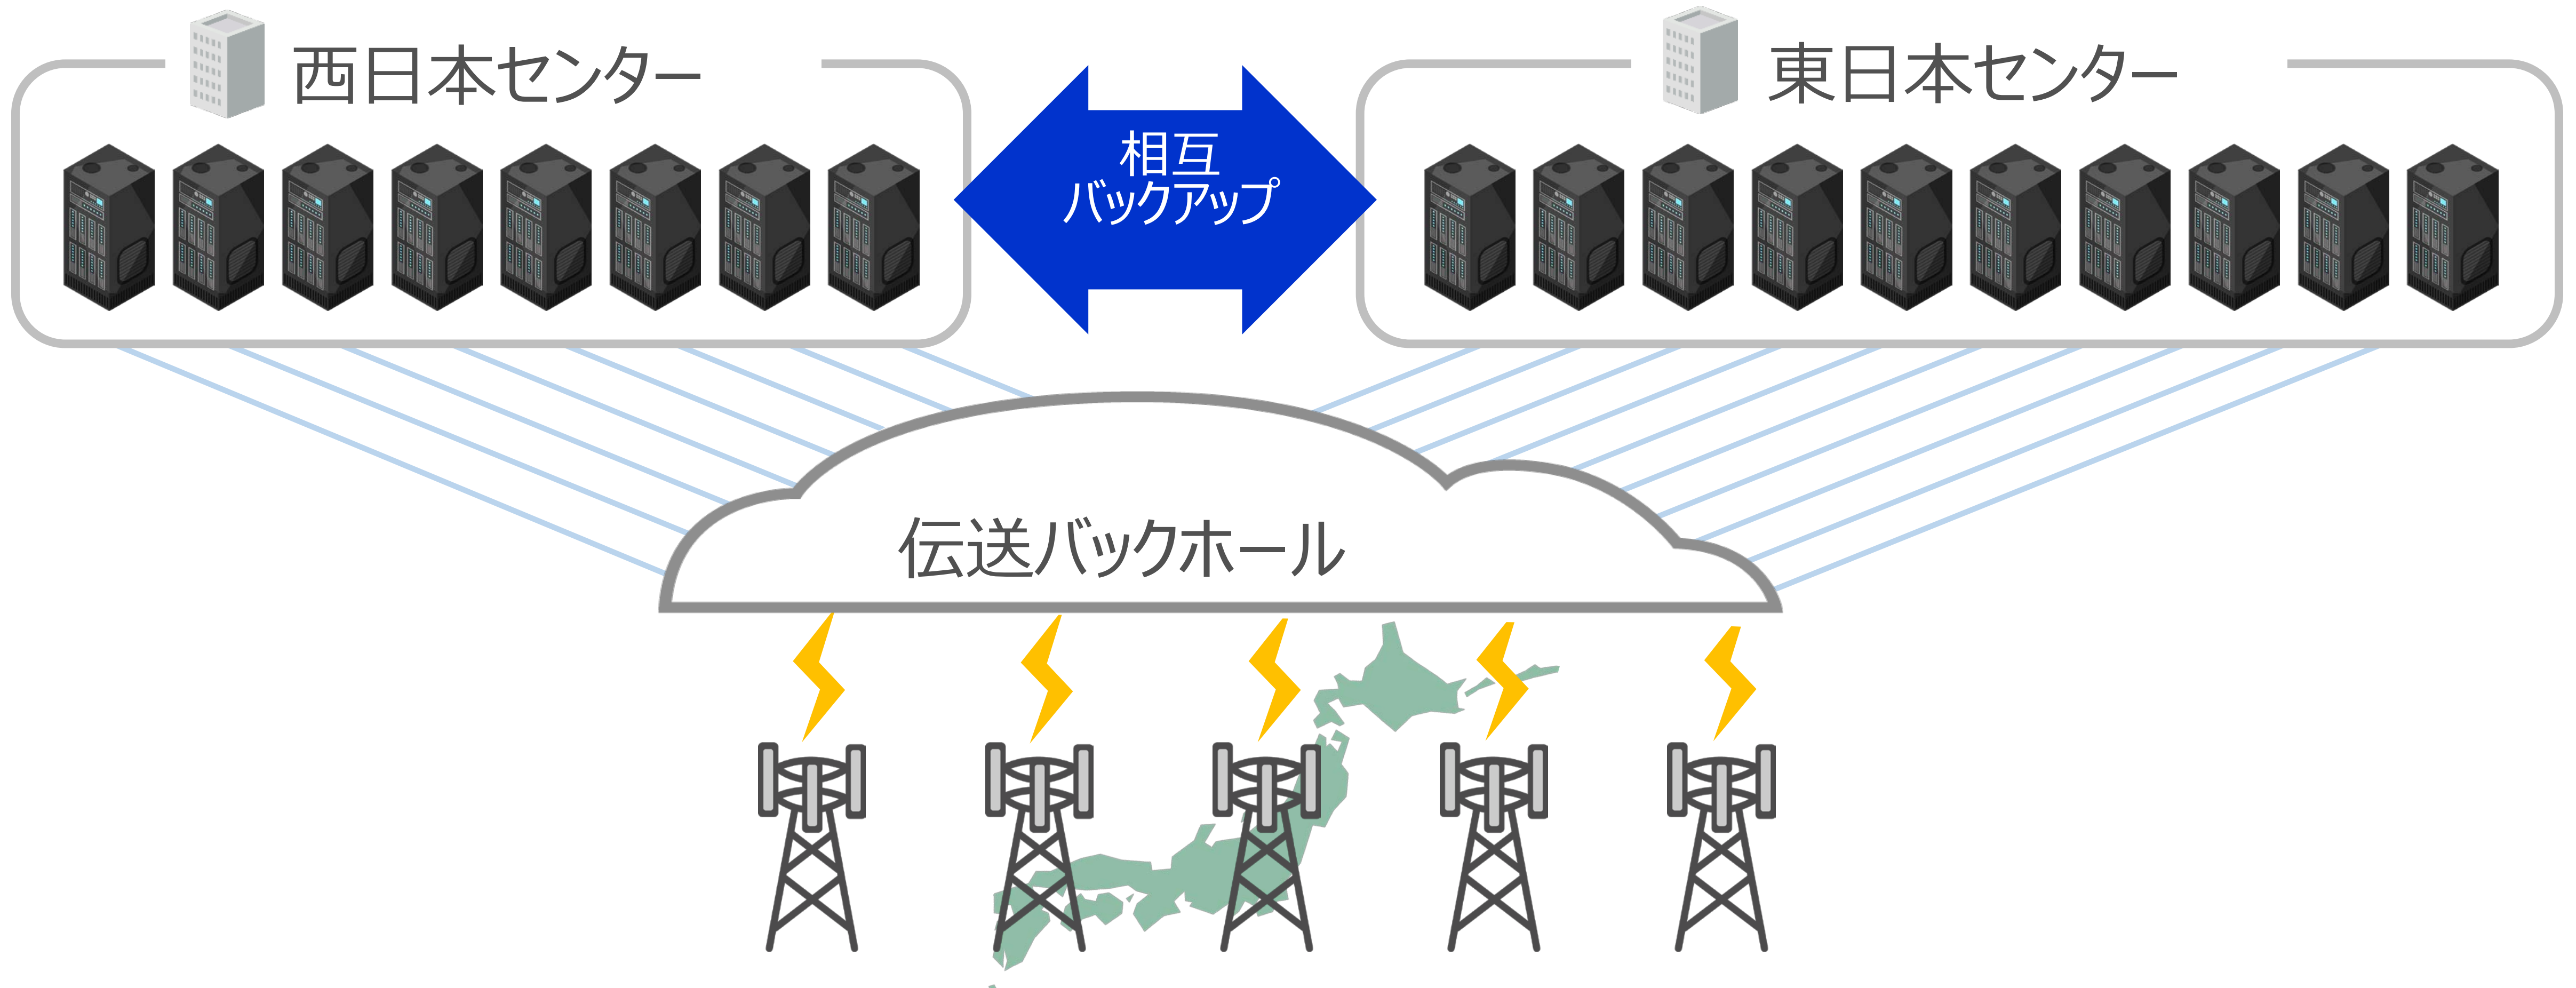 西日本センター
東日本センター
相互
バックアップ
伝送バックホール